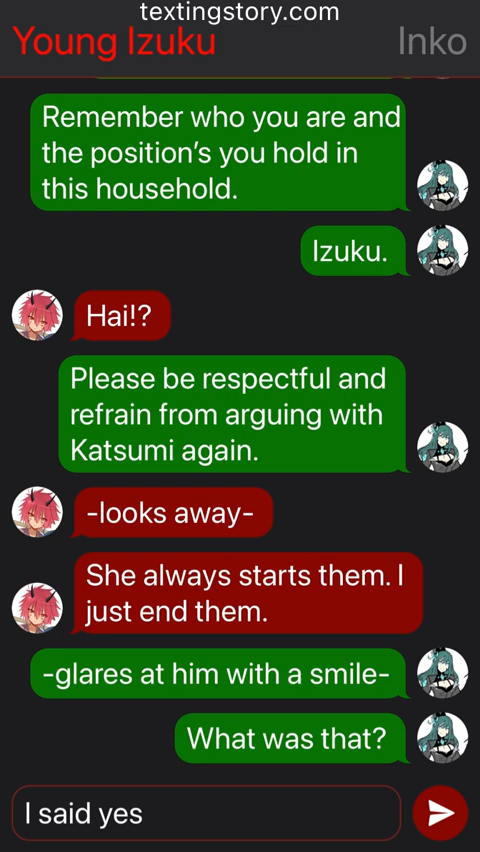 textingstory.com
Young Izuku
Inko
Remember who you are and
the position's you hold in
this household.
Izuku.
Hai!?
Please be respectful and
refrain from arguing with
Katsumi again.
-looks away-
She always starts them. I
just end them.
-glares at him with a smile-
What was that?
I said yes